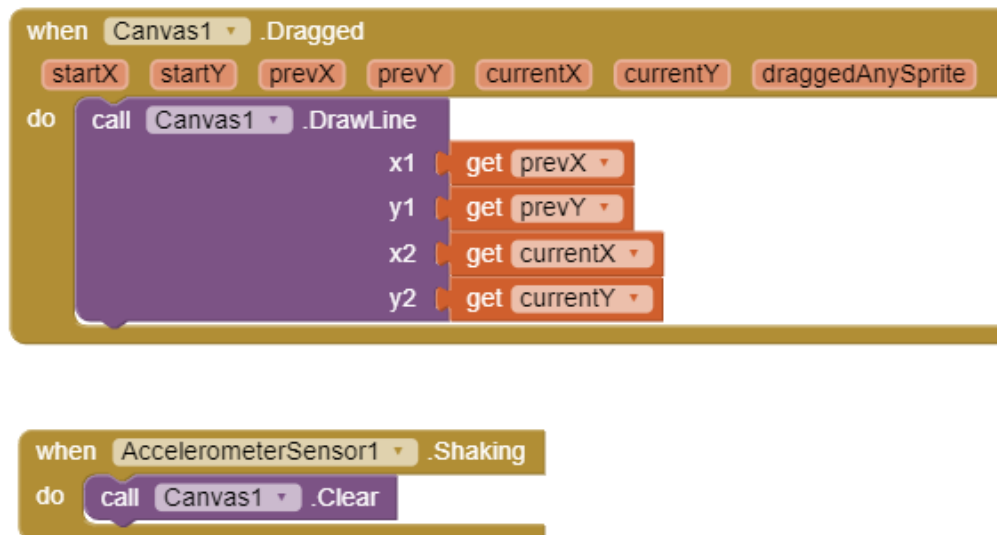 when Canvas1 .Dragged
startX startY prevX prevY currentX currentY draggedAnySprite
do call Canvas1 .DrawLine
x1 get prevX
y1 get prevY
x2 get currentX
y2 get currentY
when AccelerometerSensor1 .Shaking
do call Canvas1 .Clear